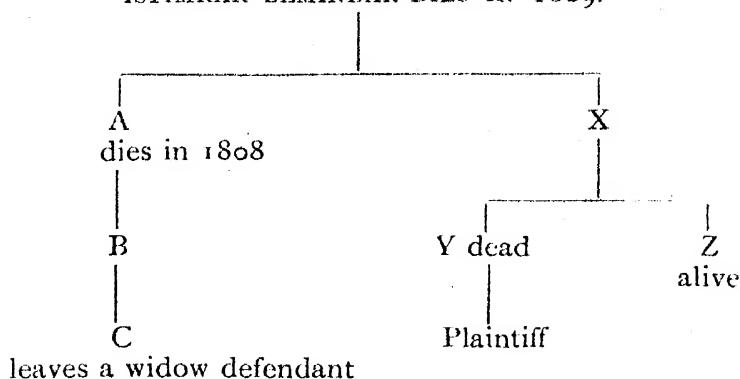 A X
dies in 1808
B Y dead Z
alive
C Plaintiff
leaves a widow defendant